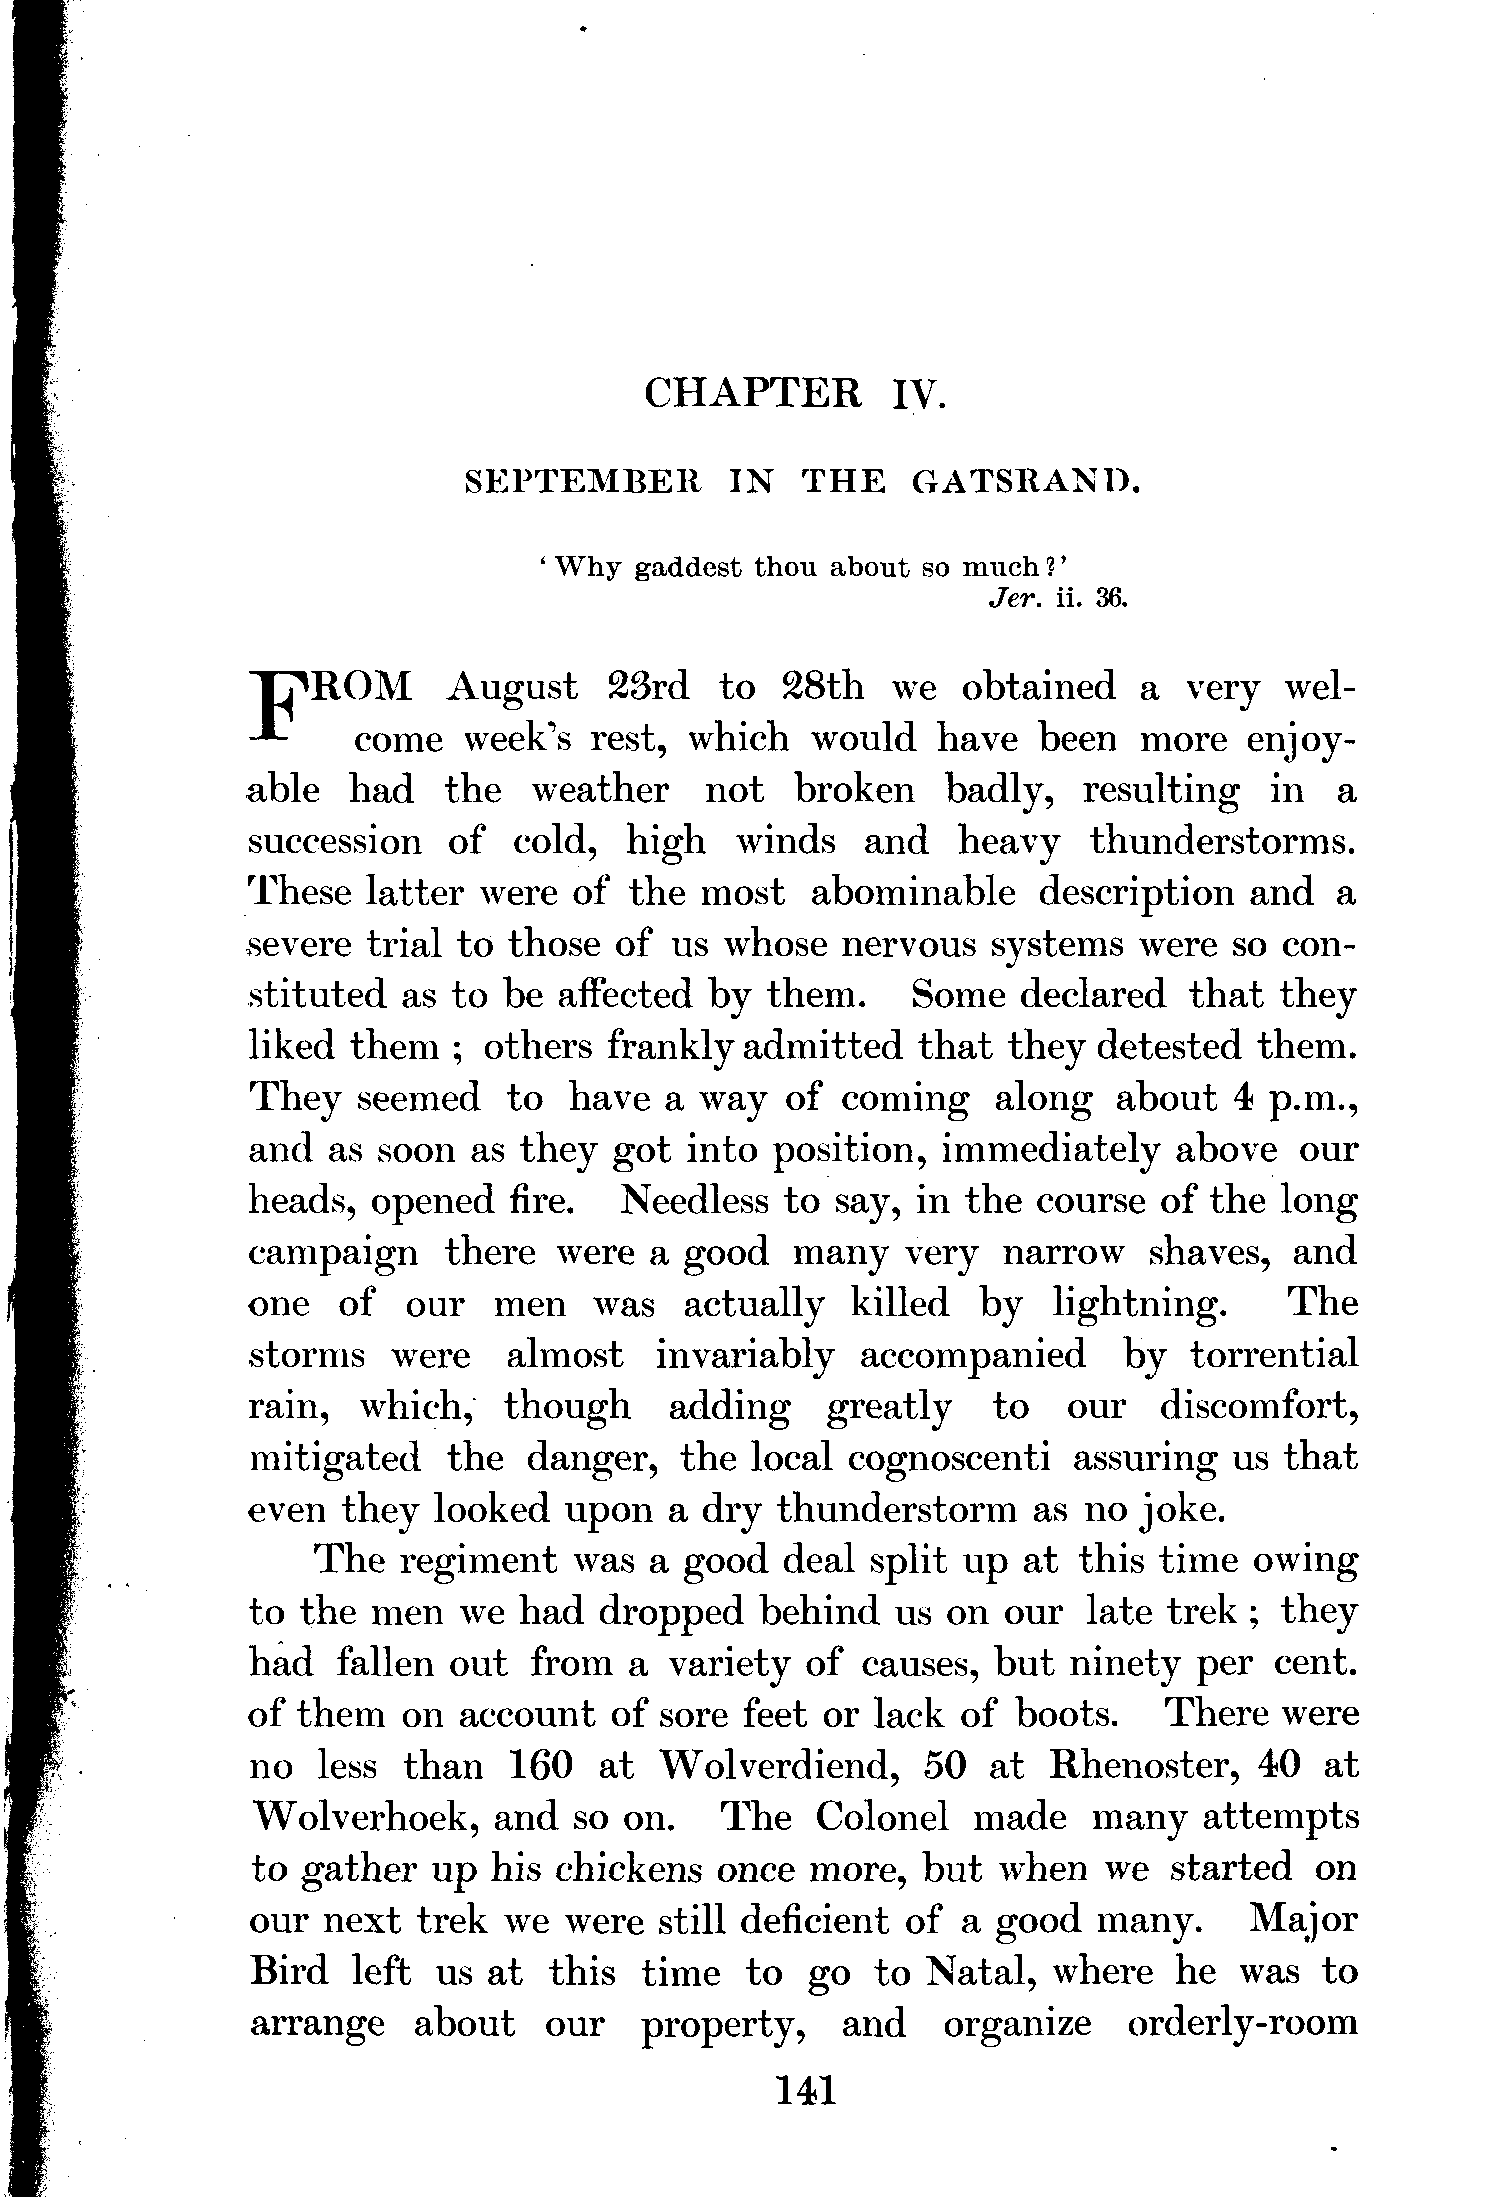 CHAPTER IV.
SEPTEMBER IN THE GATSRAND.
‘Why gaddest thou about so much?’
Jer. ii. 36.
FROM August 23rd to 28th we obtained a very wel-
come week's rest, which would have been more enjoy-
able had the weather not broken badly, resulting in a
succession of cold, high winds and heavy thunderstorms.
These latter were of the most abominable description and a
severe trial to those of us whose nervous systems were so con-
stituted as to be affected by them. Some declared that they
liked them ; others frankly admitted that they detested them.
They seemed to have a way of coming along about 4 p.m.,
and as soon as they got into position, immediately above our
heads, opened fire. Needless to say, in the course of the long
campaign there were a good many very narrow shaves, and
one of our men was actually killed by lightning. The
storms were almost invariably accompanied by torrential
rain, which, though adding greatly to our discomfort,
mitigated the danger, the local cognoscenti assuring us that
even they looked upon a dry thunderstorm as no joke.
The regiment was a good deal split up at this time owing
to the men we had dropped behind us on our late trek ; they
had fallen out from a variety of causes, but ninety per cent.
of them on account of sore feet or lack of boots. There were
no less than 160 at Wolverdiend, 50 at Rhenoster, 40 at
Wolverhoek, and so on. The Colonel made many attempts
to gather up his chickens once more, but when we started on
our next trek we were still deficient of a good many. Major
Bird left us at this time to go to Natal, where he was to
arrange about our property, and organize orderly-room
141